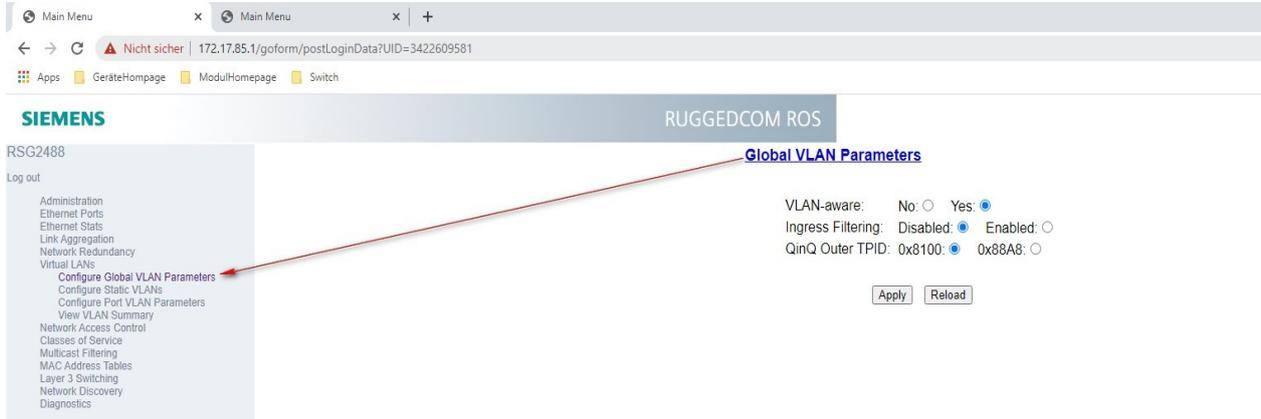 Main Menu
Main Menu
Nicht sicher | 172.17.85.1/goform/postLoginData?UID=3422609581
Apps GeräteHompage ModulHomepage Switch
SIEMENS
RUGGEDCOM ROS
RSG2488
Log out
Administration
Ethernet Ports
Ethernet Stats
Link Aggregation
Network Redundancy
Virtual LANs
Configure Global VLAN Parameters
Configure Static VLANs
Configure Port VLAN Parameters
View VLAN Summary
Network Access Control
Classes of Service
Multicast Filtering
MAC Address Tables
Layer 3 Switching
Network Discovery
Diagnostics
Global VLAN Parameters
VLAN-aware: No: Yes:
Ingress Filtering: Disabled: Enabled:
QinQ Outer TPID: 0x8100: 0x88A8:
Apply Reload